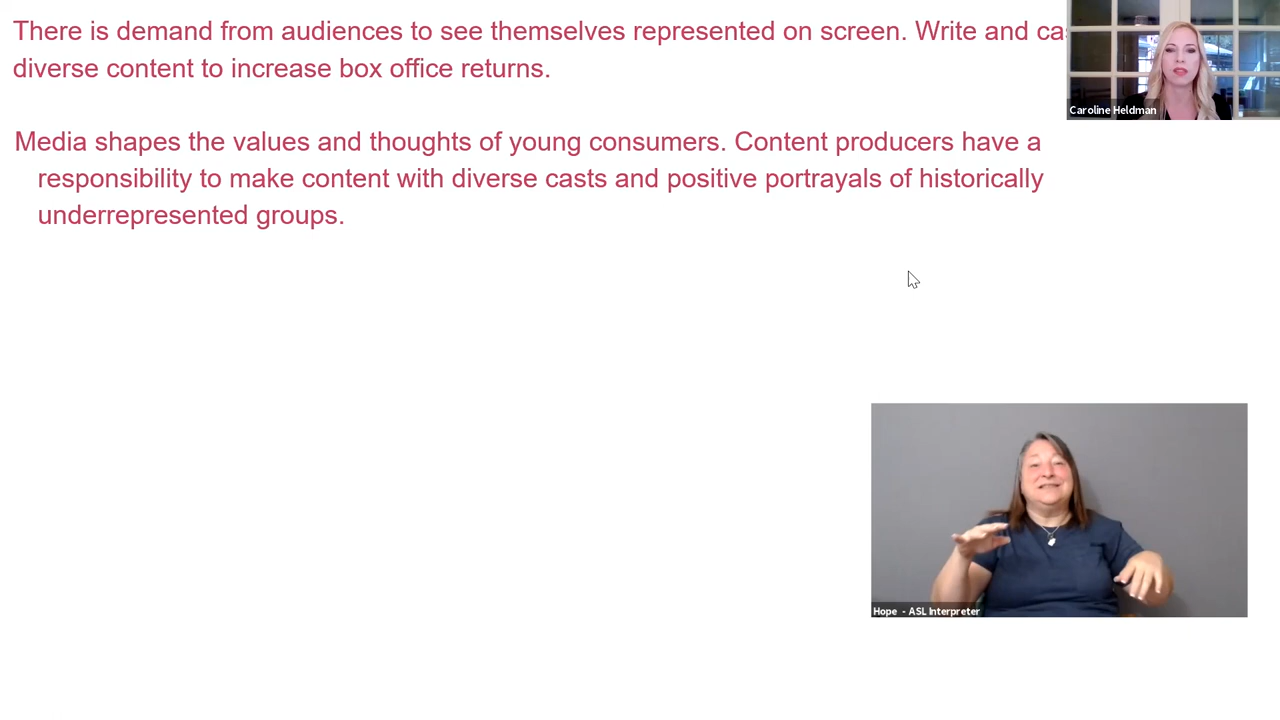 There is demand from audiences to see themselves represented on screen. Write and
diverse content to increase box office returns.
Media shapes the values and thoughts of young consumers. Content producers have a
responsibility to make content with diverse casts and positive portrayals of historically
underrepresented groups.
Caroline Heldman
Hope - ASL Interpreter